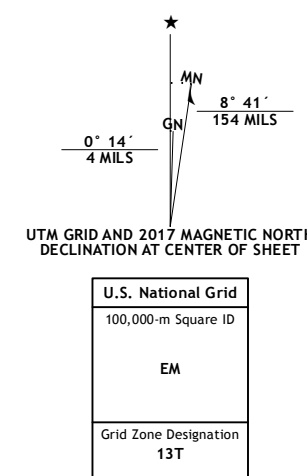 MN
GN
8° 41´
154 MILS
0° 14´
4 MILS
UTM GRID AND 2017 MAGNETIC NORTH
DECLINATION AT CENTER OF SHEET
U.S. National Grid
100,000-m Square ID
EM
Grid Zone Designation
13T